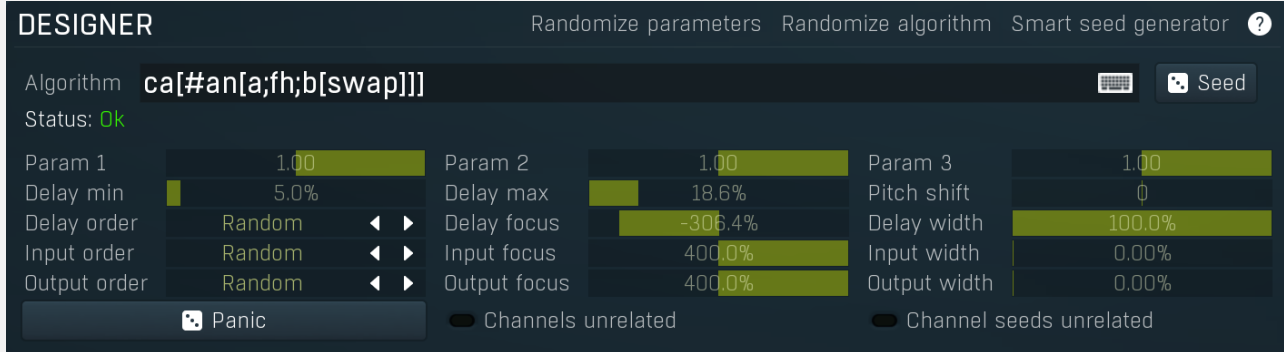 DESIGNER Randomize parameters Randomize algorithm Smart seed generator ?
Algorithm ca[#an[a;fh;b[swap]]] Seed
Status: Ok
Param 1 1.00 Param 2 1.00 Param 3 1.00
Delay min 5.0% Delay max 18.6% Pitch shift 0
Delay order Random Delay focus -306.4% Delay width 100.0%
Input order Random Input focus 400.0% Input width 0.00%
Output order Random Output focus 400.0% Output width 0.00%
Panic Channels unrelated Channel seeds unrelated